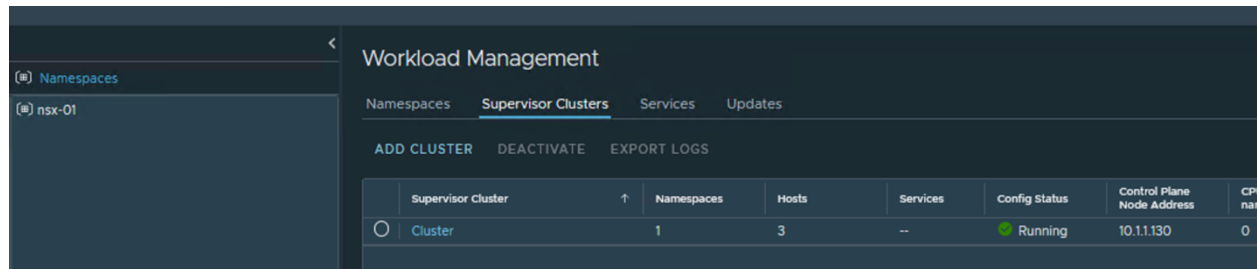 Namespaces
nsx-01
Workload Management
Namespaces Supervisor Clusters Services Updates
ADD CLUSTER DEACTIVATE EXPORT LOGS
Supervisor Cluster ↑ Namespaces Hosts Services Config Status Control Plane Node Address
Cluster 1 3 -- Running 10.1.1.130 0